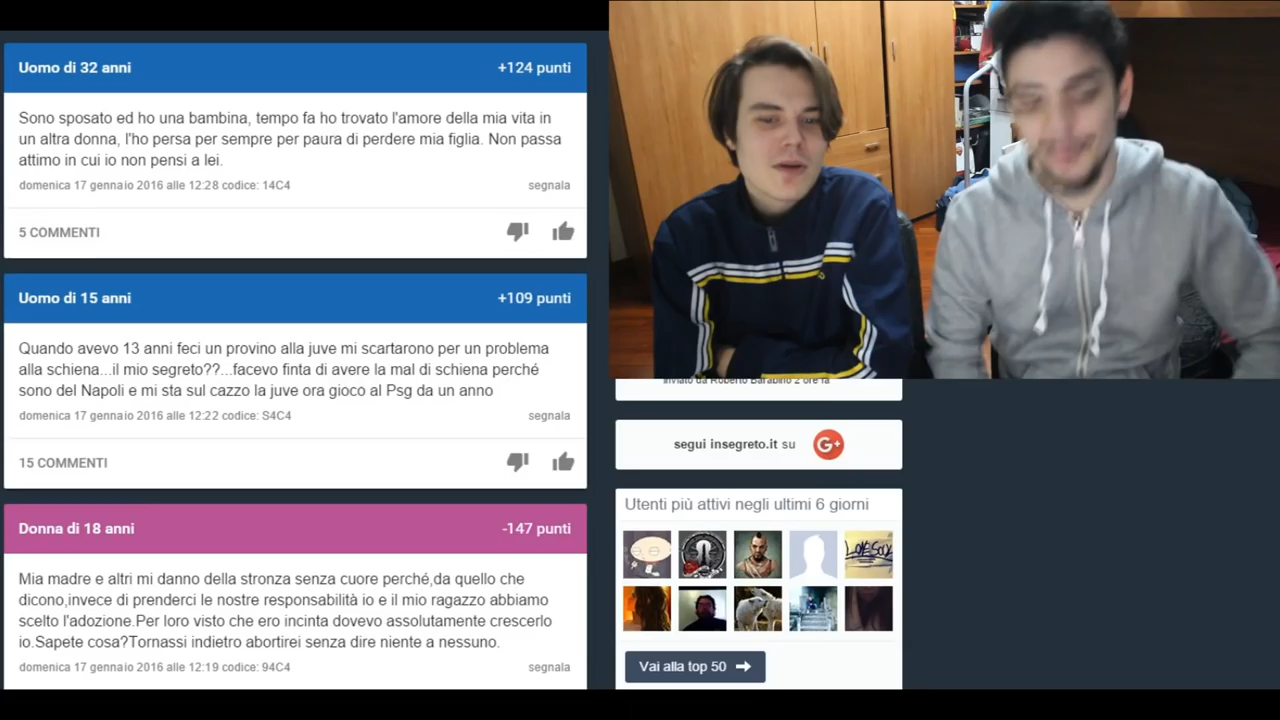 Uomo di 32 anni
+124 punti
Sono sposato ed ho una bambina, tempo fa ho trovato l'amore della mia vita in
un altra donna, l'ho persa per sempre per paura di perdere mia figlia. Non passa
attimo in cui io non pensi a lei.
domenica 17 gennaio 2016 alle 12:28 codice: 14C4
segnala
5 COMMENTI
Uomo di 15 anni
+109 punti
Quando avevo 13 anni feci un provino alla juve mi scartarono per un problema
alla schiena...il mio segreto??...facevo finta di avere la mal di schiena perché
sono del Napoli e mi sta sul cazzo la juve ora gioco al Psg da un anno
domenica 17 gennaio 2016 alle 12:22 codice: S4C4
segnala
15 COMMENTI
Donna di 18 anni
-147 punti
Mia madre e altri mi danno della stronza senza cuore perché,da quello che
dicono,invece di prenderci le nostre responsabilità io e il mio ragazzo abbiamo
scelto l'adozione.Per loro visto che ero incinta dovevo assolutamente crescerlo
io.Sapete cosa?Tornassi indietro abortirei senza dire niente a nessuno.
domenica 17 gennaio 2016 alle 12:19 codice: 94C4
segnala
inviato da Roberto Barabino 2 ore fa
segui insegreto.it su
G+
Utenti più attivi negli ultimi 6 giorni
Vai alla top 50